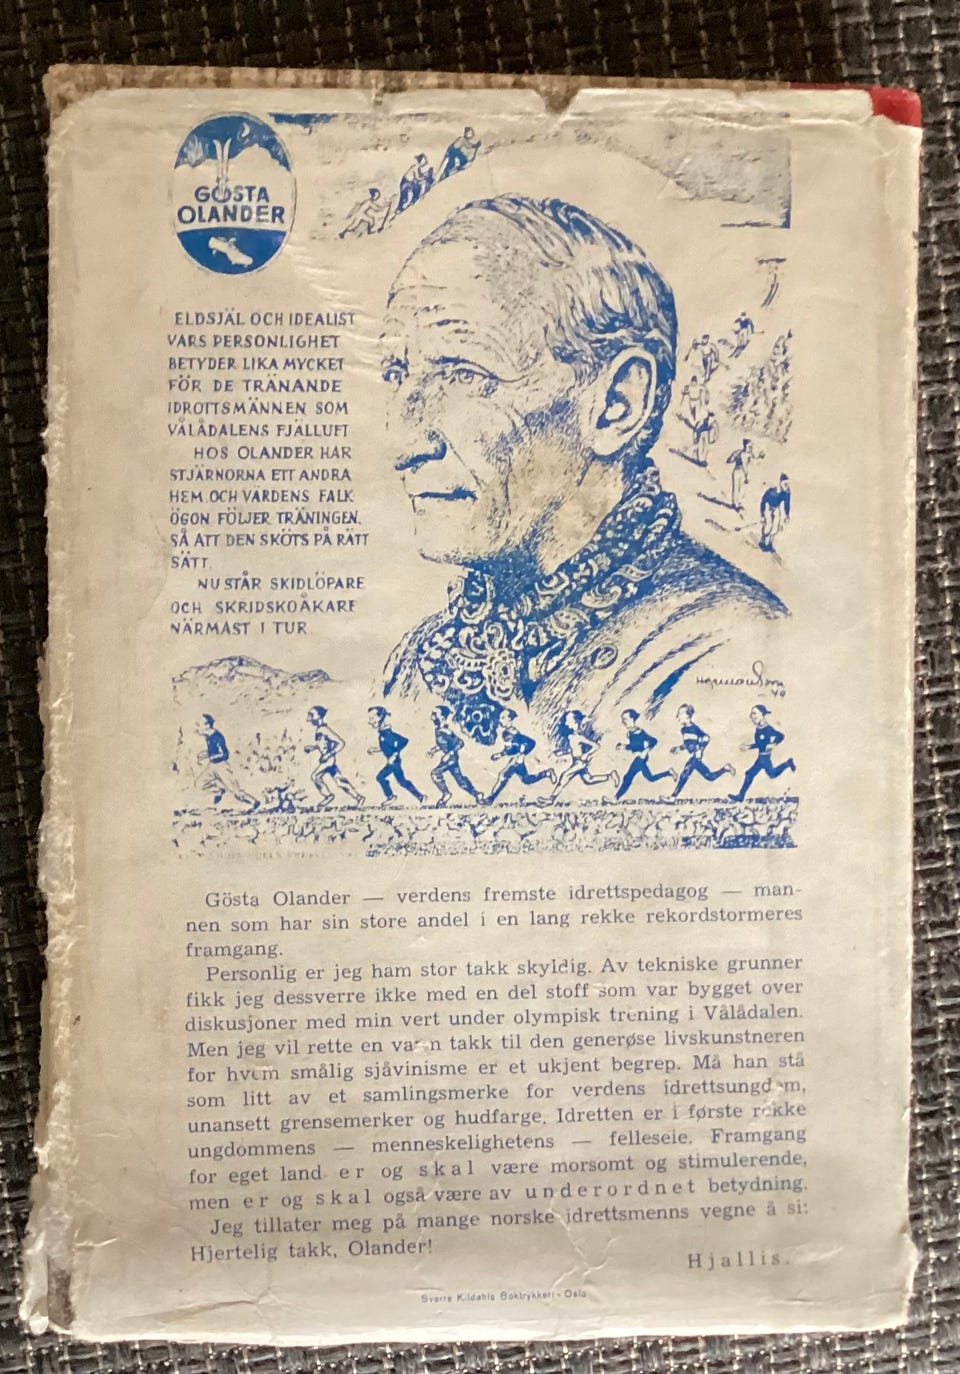 GÖSTA
OLANDER
ELDSJÄL OCH IDEALIST
VARS PERSONLIGHET
BETYDER LIKA MYCKET
FÖR DE TRÄNANDE
IDROTTSMÄNNEN SOM
VÅLÅDALENS FJÄLLUFT
HOS OLANDER HAR
STJÄRNORNA ETT ANDRA
HEM OCH VÄRDENS FALK
ÖGON FÖLJER TRÄNINGEN,
SÅ ATT DEN SKÖTS PÅ RÄTT
SÄTT.
NU STÅR SKIDLÖPARE
OCH SKRIDSKOÅKARE
NÄRMAST I TUR
Hermanson
-49
Gösta Olander — verdens fremste idrettspedagog — man-
nen som har sin store andel i en lang rekke rekordstormeres
framgang.
Personlig er jeg ham stor takk skyldig. Av tekniske grunner
fikk jeg dessverre ikke med en del stoff som var bygget over
diskusjoner med min vert under olympisk trening i Vålådalen.
Men jeg vil rette en varm takk til den generøse livskunstneren
for hvem smålig sjåvinisme er et ukjent begrep. Må han stå
som litt av et samlingsmerke for verdens idrettsungdom,
unansett grensemerker og hudfarge. Idretten er i første rekke
ungdommens — menneskelighetens — felleseie. Framgang
for eget land er og skal være morsomt og stimulerende,
men er og skal også være av underordnet betydning.
Jeg tillater meg på mange norske idrettsmenns vegne å si:
Hjertelig takk, Olander!
Hjallis.
Sverre Kildahls Boktrykkeri - Oslo